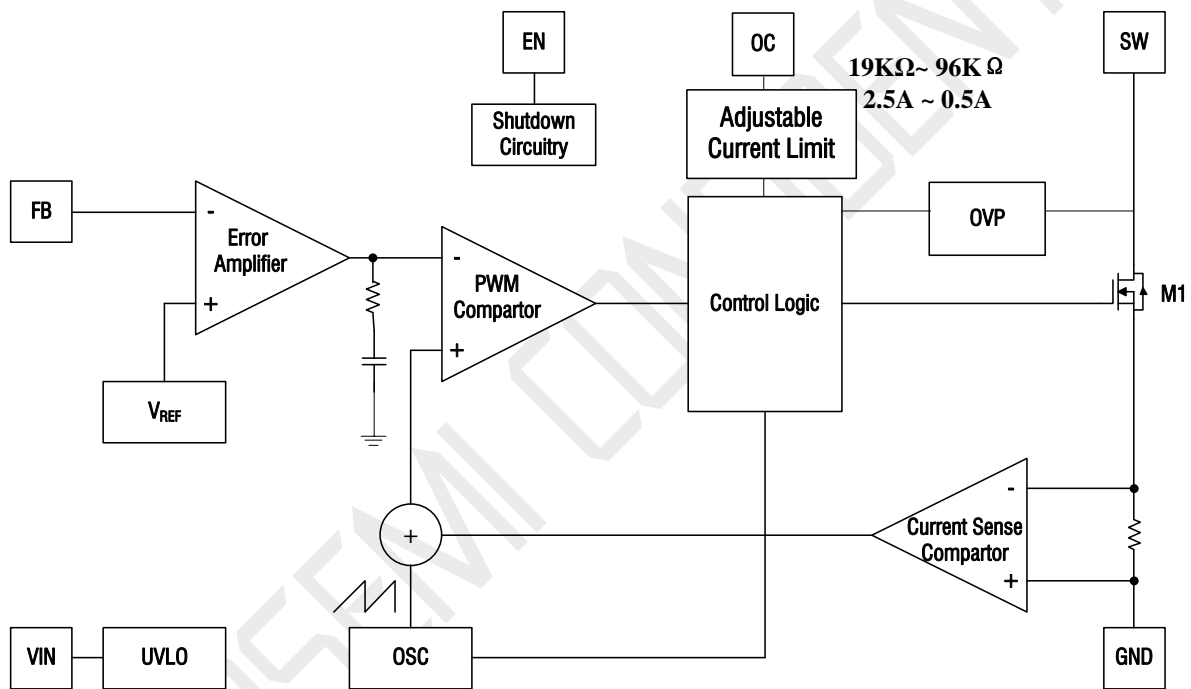 EN
OC
SW
19KΩ~ 96K Ω
2.5A ~ 0.5A
Shutdown
Circuitry
Adjustable
Current Limit
FB
-
Error
Amplifier
+
OVP
-
PWM
Compartor
+
Control Logic
M1
VREF
-
Current Sense
Compartor
+
+
VIN
UVLO
OSC
GND